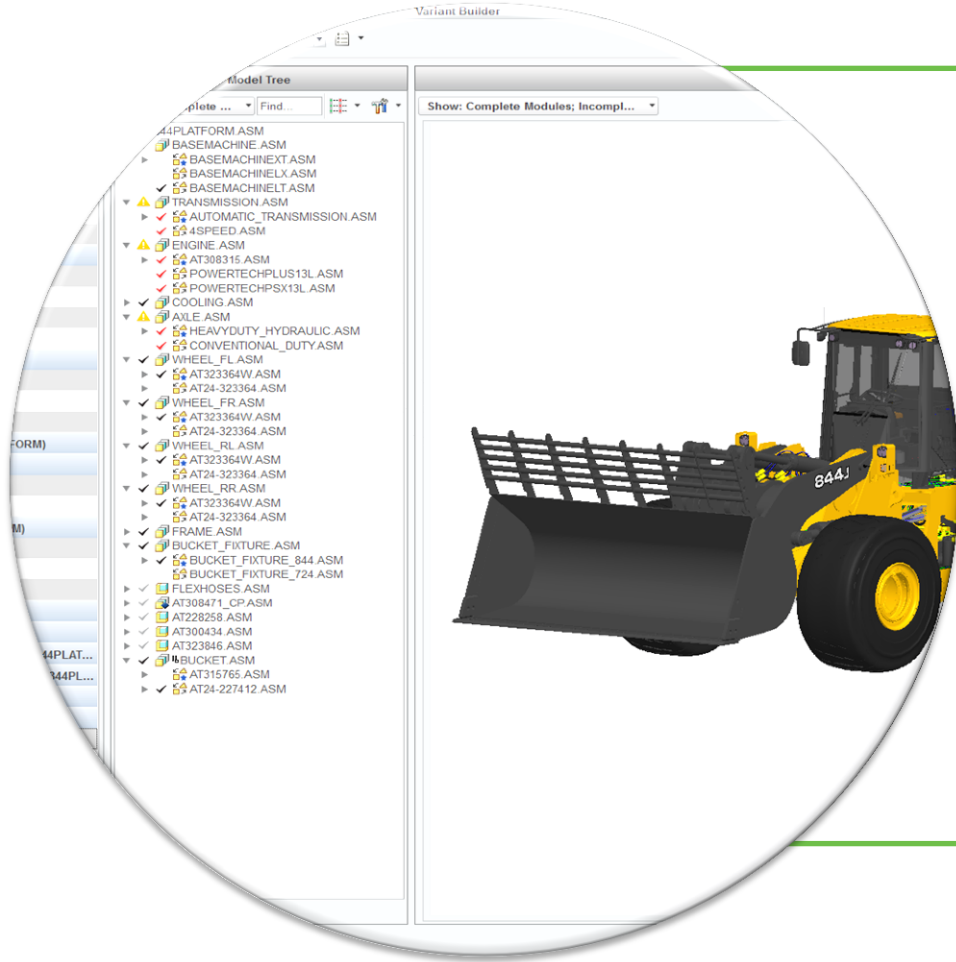 Variant Builder
Model Tree
plete ...
Find...
Show: Complete Modules; Incompl...
44PLATFORM.ASM
BASEMACHINE.ASM
BASEMACHINEXT.ASM
BASEMACHINELX.ASM
BASEMACHINELT.ASM
TRANSMISSION.ASM
AUTOMATIC_TRANSMISSION.ASM
4SPEED.ASM
ENGINE.ASM
AT308315.ASM
POWERTECHPLUS13L.ASM
POWERTECHPSX13L.ASM
COOLING.ASM
AXLE.ASM
HEAVYDUTY_HYDRAULIC.ASM
CONVENTIONAL_DUTY.ASM
WHEEL_FL.ASM
AT323364W.ASM
AT24-323364.ASM
WHEEL_FR.ASM
AT323364W.ASM
AT24-323364.ASM
WHEEL_RL.ASM
AT323364W.ASM
AT24-323364.ASM
WHEEL_RR.ASM
AT323364W.ASM
AT24-323364.ASM
FRAME.ASM
BUCKET_FIXTURE.ASM
BUCKET_FIXTURE_844.ASM
BUCKET_FIXTURE_724.ASM
FLEXHOSES.ASM
AT308471_CP.ASM
AT228258.ASM
AT300434.ASM
AT323846.ASM
BUCKET.ASM
AT315765.ASM
AT24-227412.ASM
FORM)
M)
44PLAT...
844PL...
844J